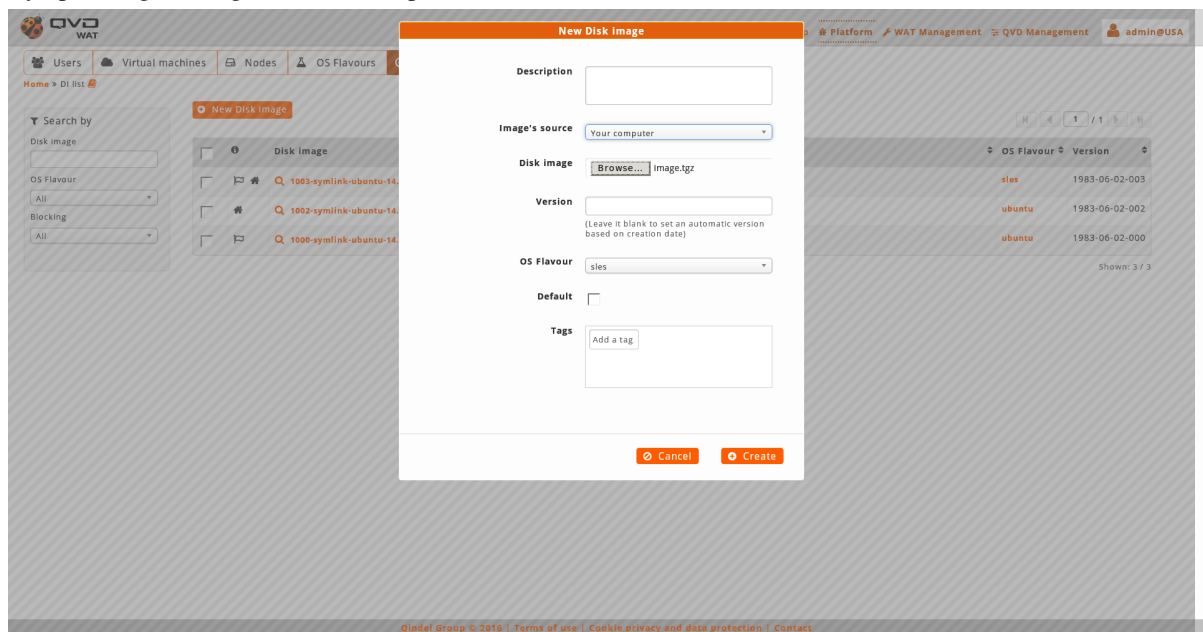 QVD
WAT
New Disk image
Platform WAT Management QVD Management admin@USA
Users Virtual machines Nodes OS Flavours
Home > DI list
Search by
Disk image
OS Flavour
All
Blocking
All
New Disk image
1 / 1
Disk image OS Flavour Version
1003-symlink-ubuntu-14. sles 1983-06-02-003
1002-symlink-ubuntu-14. ubuntu 1983-06-02-002
1000-symlink-ubuntu-14. ubuntu 1983-06-02-000
Shown: 3 / 3
Description
Image's source Your computer
Disk image Browse... image.tgz
Version
(Leave it blank to set an automatic version
based on creation date)
OS Flavour sles
Default
Tags Add a tag
Cancel Create
Qindel Group © 2016 | Terms of use | Cookie privacy and data protection | Contact